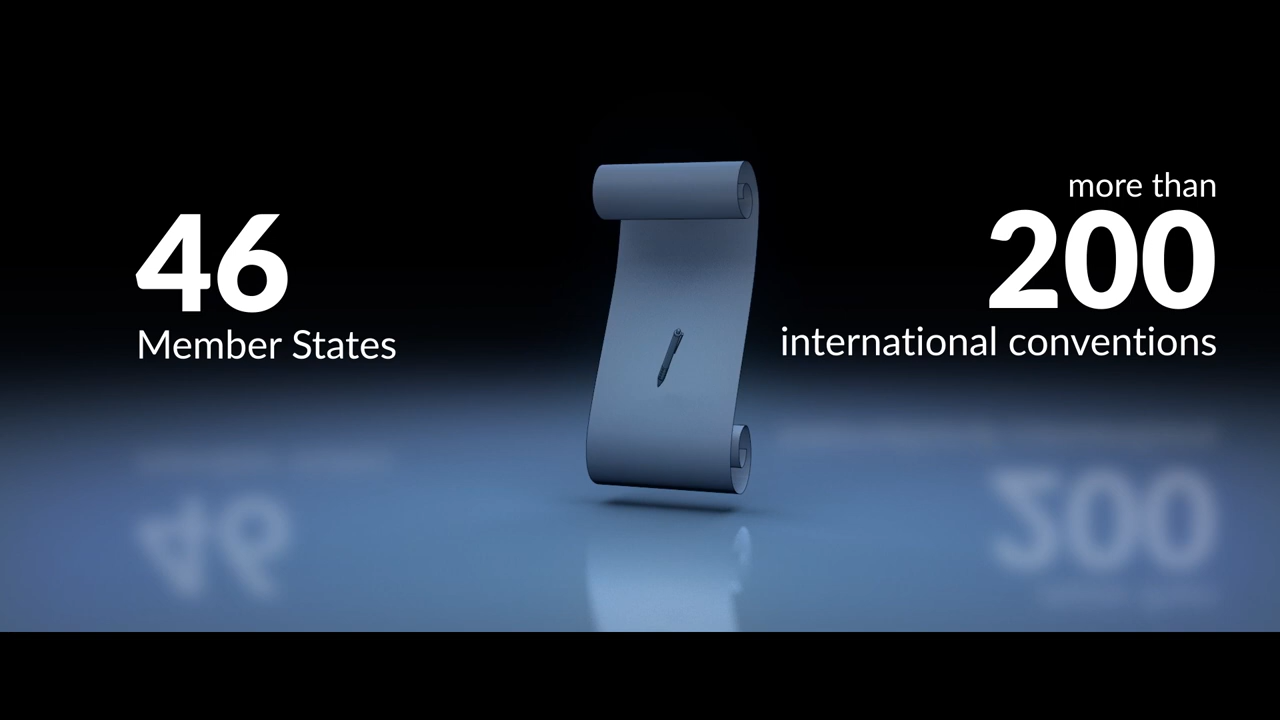 46
Member States
more than
200
international conventions